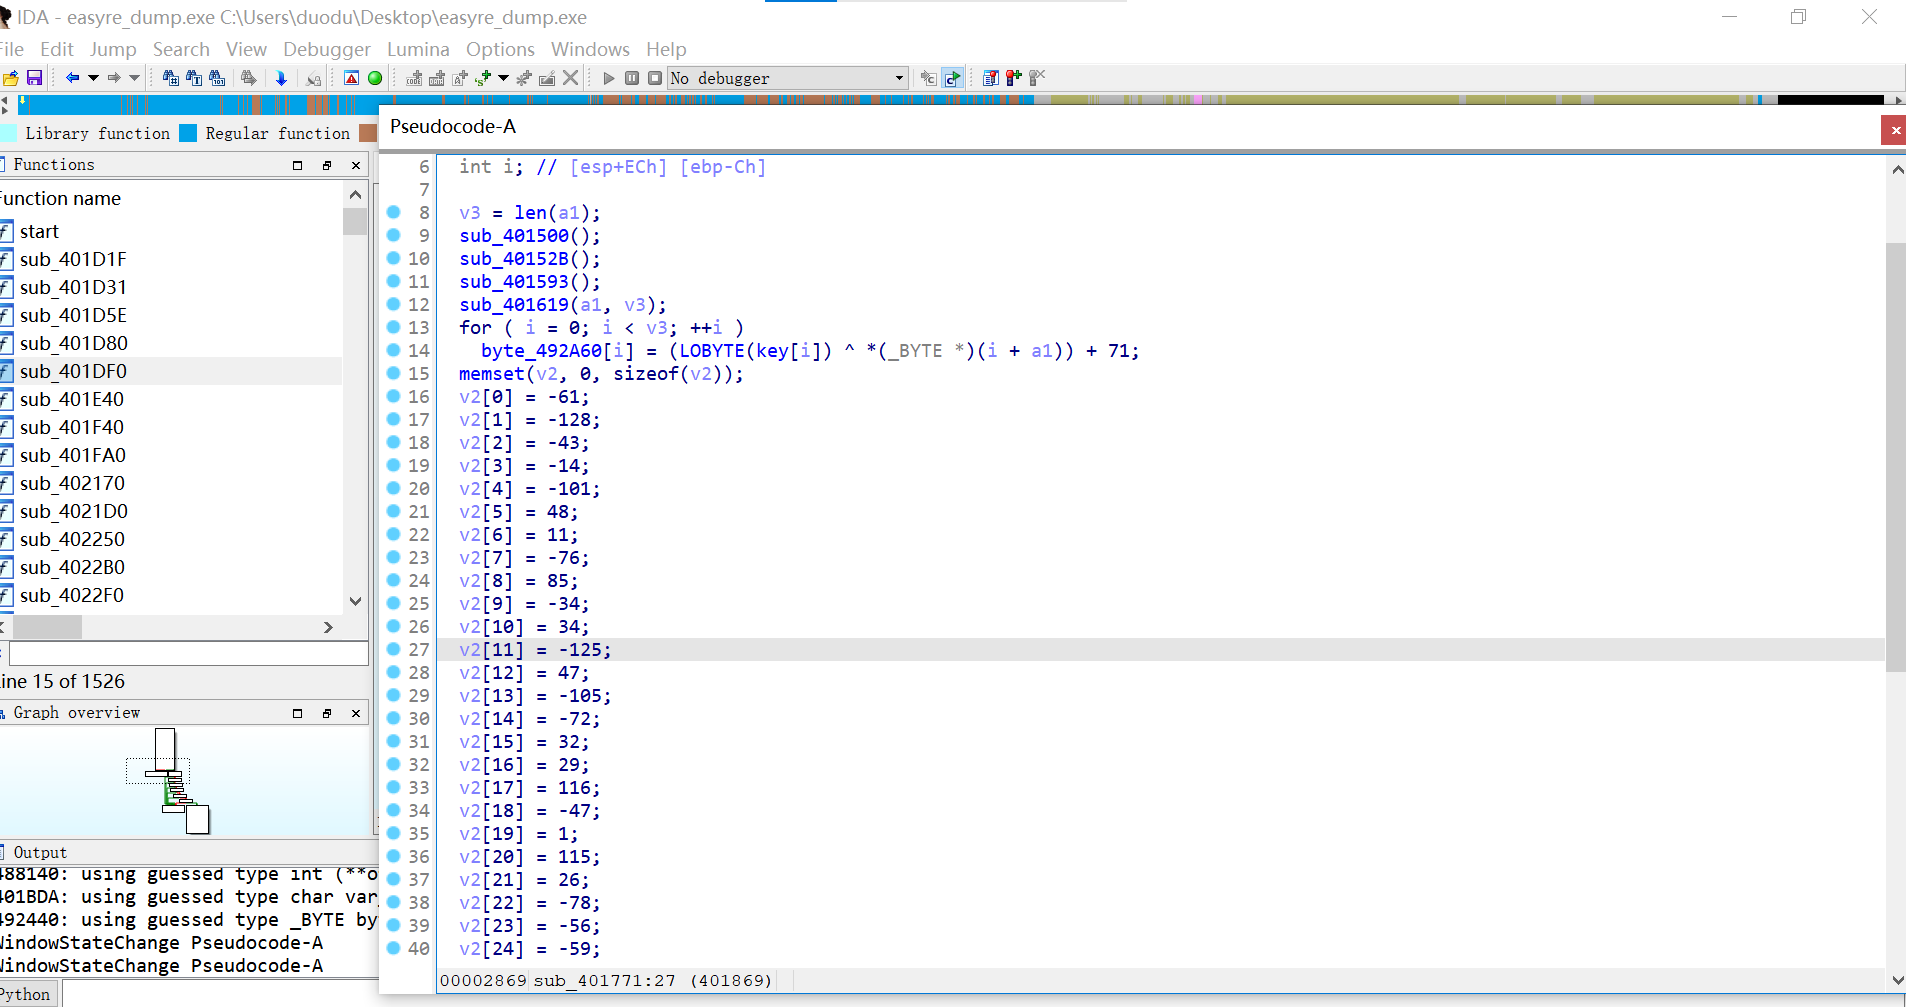 IDA - easyre_dump.exe C:\Users\duodu\Desktop\easyre_dump.exe
File Edit Jump Search View Debugger Lumina Options Windows Help
No debugger
Library function Regular function
Pseudocode-A
Functions
Function name
start
sub_401D1F
sub_401D31
sub_401D5E
sub_401D80
sub_401DF0
sub_401E40
sub_401F40
sub_401FA0
sub_402170
sub_4021D0
sub_402250
sub_4022B0
sub_4022F0
Line 15 of 1526
Graph overview
Output
488140: using guessed type int (**o
401BDA: using guessed type char var
492440: using guessed type _BYTE by
WindowStateChange Pseudocode-A
WindowStateChange Pseudocode-A
Python
6 int i; // [esp+ECh] [ebp-Ch]
7
8 v3 = len(a1);
9 sub_401500();
10 sub_40152B();
11 sub_401593();
12 sub_401619(a1, v3);
13 for ( i = 0; i < v3; ++i )
14 byte_492A60[i] = (LOBYTE(key[i]) ^ *(_BYTE *)(i + a1)) + 71;
15 memset(v2, 0, sizeof(v2));
16 v2[0] = -61;
17 v2[1] = -128;
18 v2[2] = -43;
19 v2[3] = -14;
20 v2[4] = -101;
21 v2[5] = 48;
22 v2[6] = 11;
23 v2[7] = -76;
24 v2[8] = 85;
25 v2[9] = -34;
26 v2[10] = 34;
27 v2[11] = -125;
28 v2[12] = 47;
29 v2[13] = -105;
30 v2[14] = -72;
31 v2[15] = 32;
32 v2[16] = 29;
33 v2[17] = 116;
34 v2[18] = -47;
35 v2[19] = 1;
36 v2[20] = 115;
37 v2[21] = 26;
38 v2[22] = -78;
39 v2[23] = -56;
40 v2[24] = -59;
00002869 sub_401771:27 (401869)